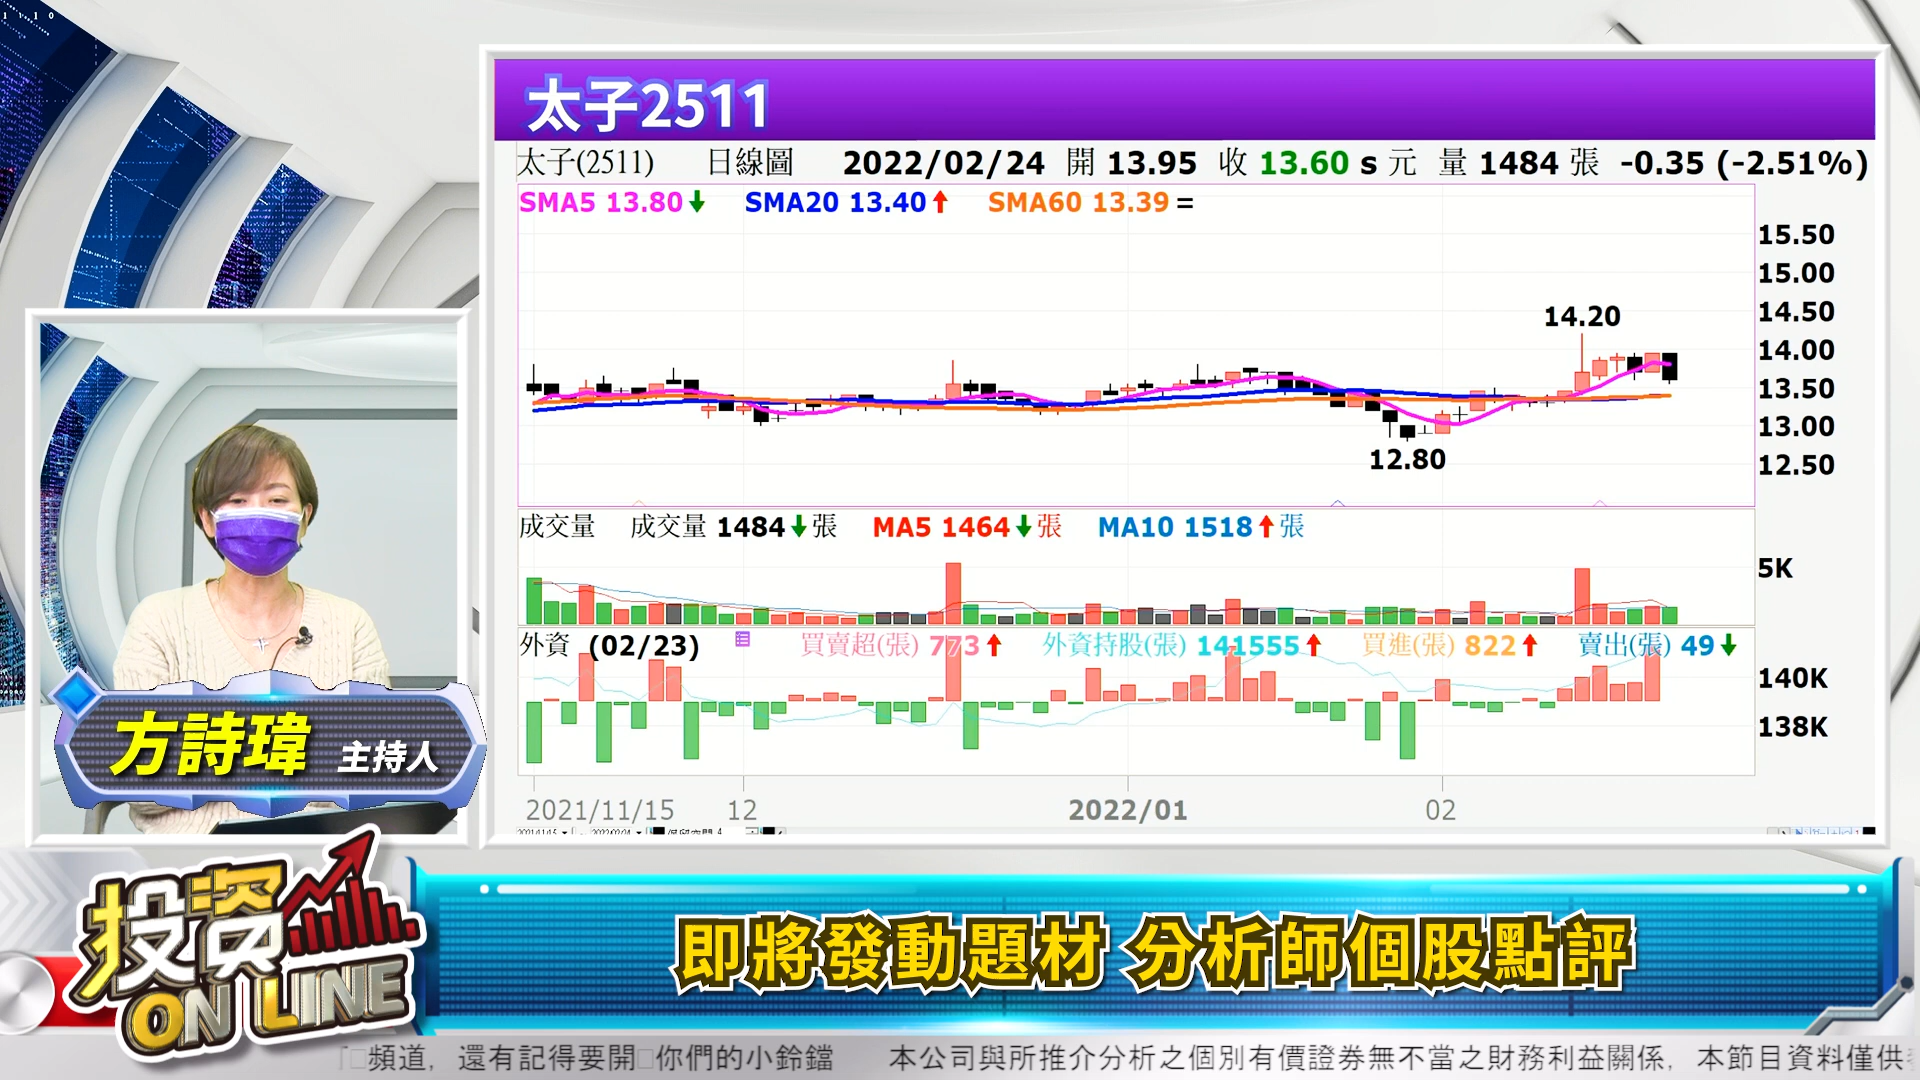 太子2511
太子(2511) 日線圖 2022/02/24 開 13.95 收 13.60 s 元 量 1484 張 -0.35 (-2.51%)
SMA5 13.80↓ SMA20 13.40↑ SMA60 13.39 =
15.50
15.00
14.50
14.00
13.50
13.00
12.50
14.20
12.80
成交量 成交量 1484↓張 MA5 1464↓張 MA10 1518↑張
5K
外資 (02/23) 買賣超(張) 773↑ 外資持股(張) 141555↑ 買進(張) 822↑ 賣出(張) 49↓
140K
138K
2021/11/15 12 2022/01 02
方詩瑋 主持人
投資
ON LINE
即將發動題材 分析師個股點評
頻道, 還有記得要開 你們的小鈴鐺 本公司與所推介分析之個別有價證券無不當之財務利益關係, 本節目資料僅供